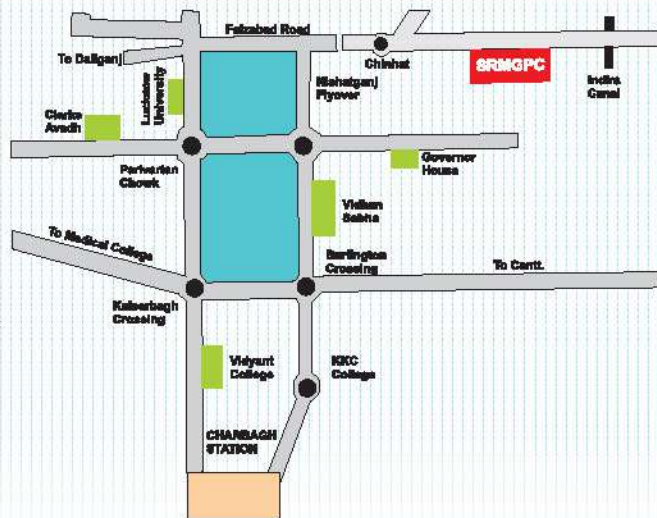 Faizabad Road
To Daliganj
Chinhat
SRMGPC
Indira
Canal
Nishatganj
Flyover
Lucknow
University
Clarks
Avadh
Parivartan
Chowk
Governor
House
Vidhan
Sabha
To Medical College
Burlington
Crossing
To Cantt.
Kaiserbagh
Crossing
Vidyant
College
KKC
College
CHARBAGH
STATION